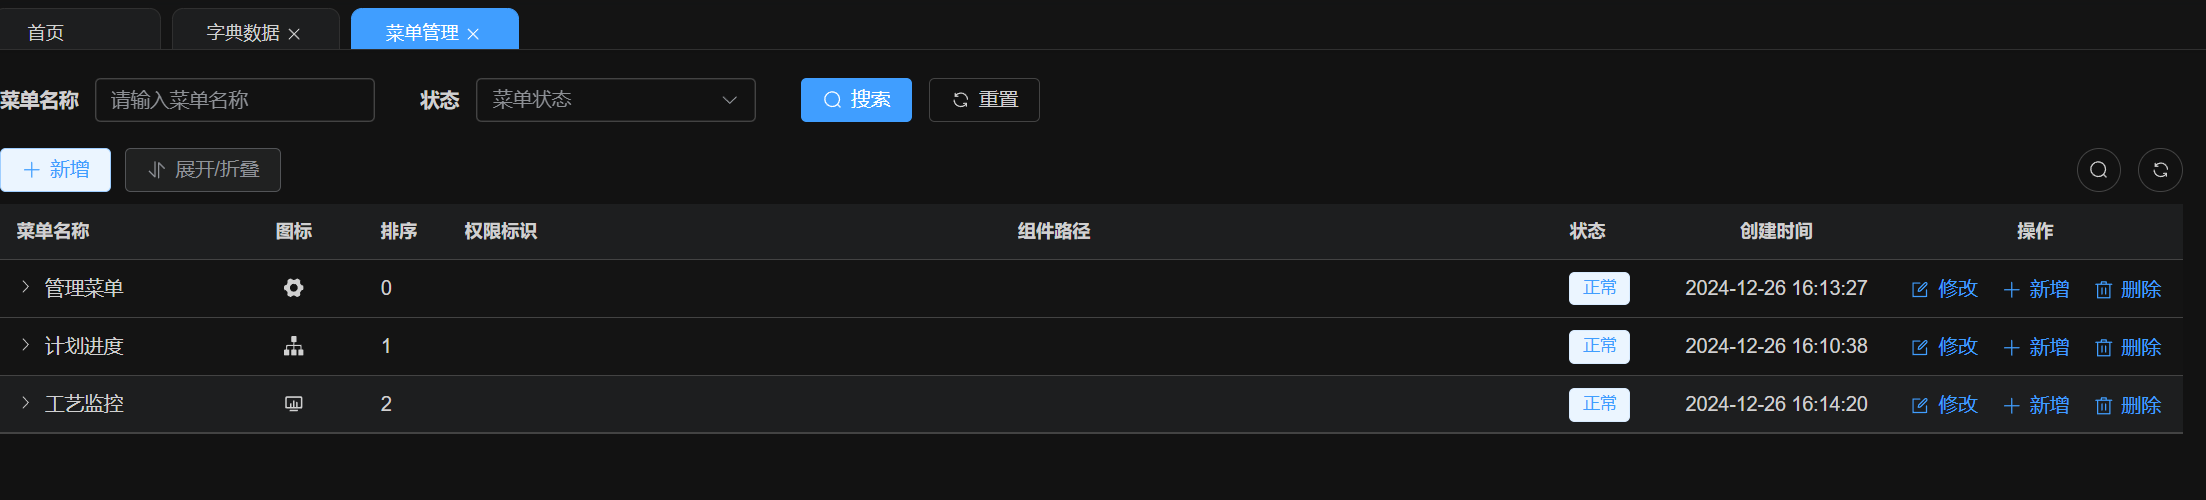 首页 字典数据 菜单管理
菜单名称 请输入菜单名称 状态 菜单状态 搜索 重置
新增 展开/折叠
菜单名称 图标 排序 权限标识 组件路径 状态 创建时间 操作
管理菜单 0 正常 2024-12-26 16:13:27 修改 新增 删除
计划进度 1 正常 2024-12-26 16:10:38 修改 新增 删除
工艺监控 2 正常 2024-12-26 16:14:20 修改 新增 删除